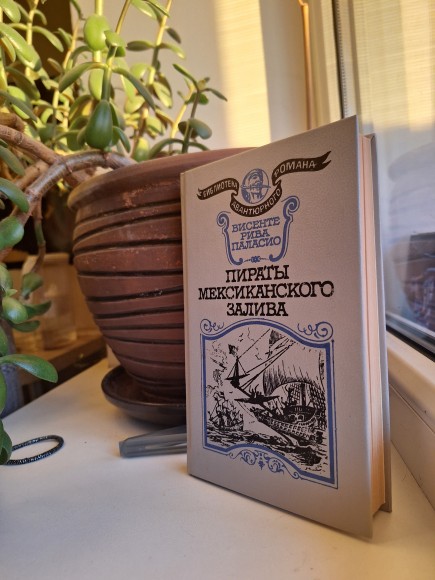 БИБЛИОТЕКА
АВАНТЮРНОГО
РОМАНА
ВИСЕНТЕ
РИВА
ПАЛАСИО
ПИРАТЫ
МЕКСИКАНСКОГО
ЗАЛИВА